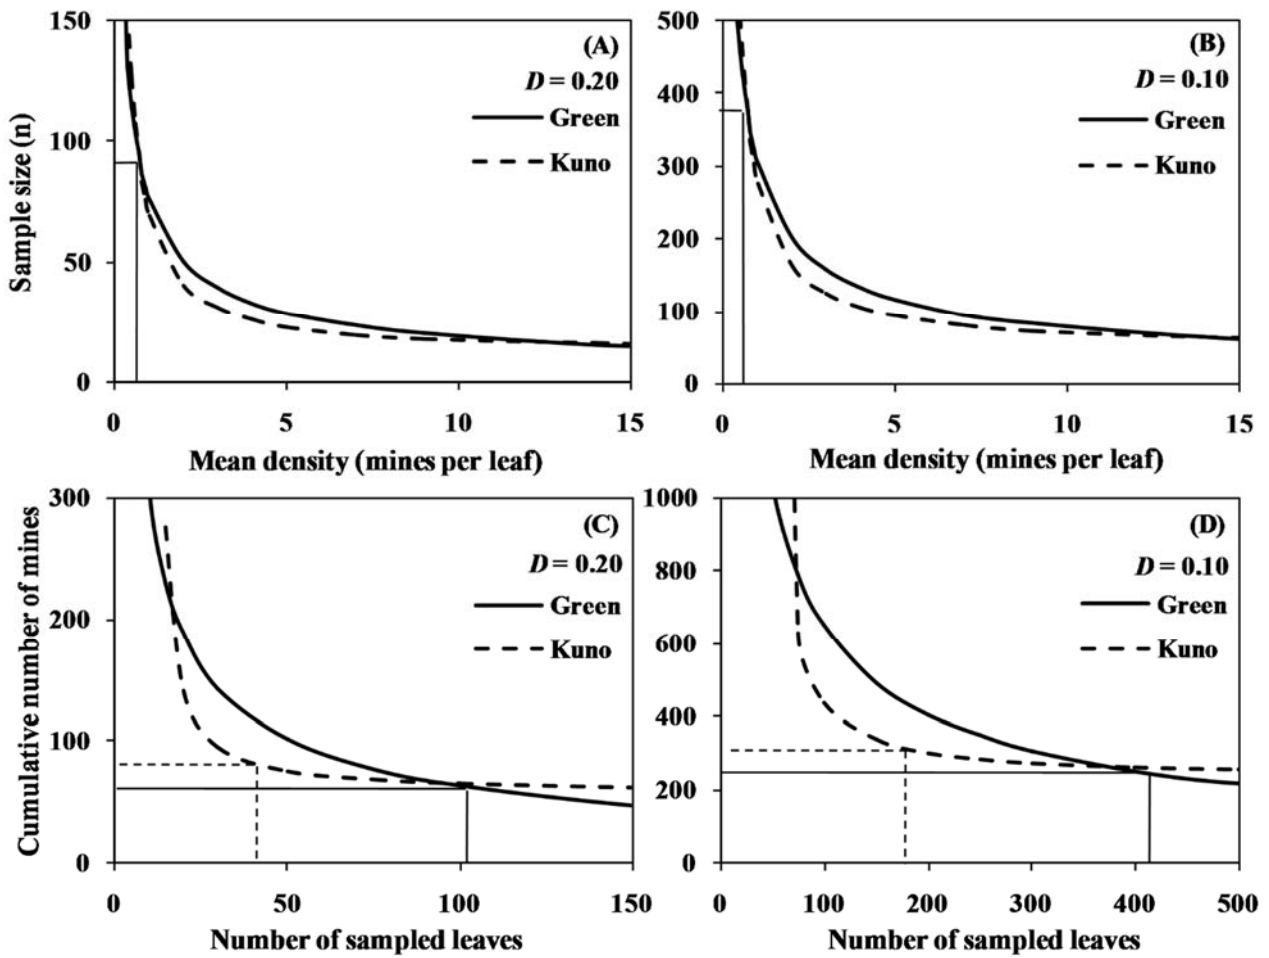 150
100
50
0
Sample size (n)
(A)
D = 0.20
Green
Kuno
0 5 10 15
Mean density (mines per leaf)
500
400
300
200
100
0
(B)
D = 0.10
Green
Kuno
0 5 10 15
Mean density (mines per leaf)
300
200
100
0
Cumulative number of mines
(C)
D = 0.20
Green
Kuno
0 50 100 150
Number of sampled leaves
1000
800
600
400
200
0
(D)
D = 0.10
Green
Kuno
0 100 200 300 400 500
Number of sampled leaves